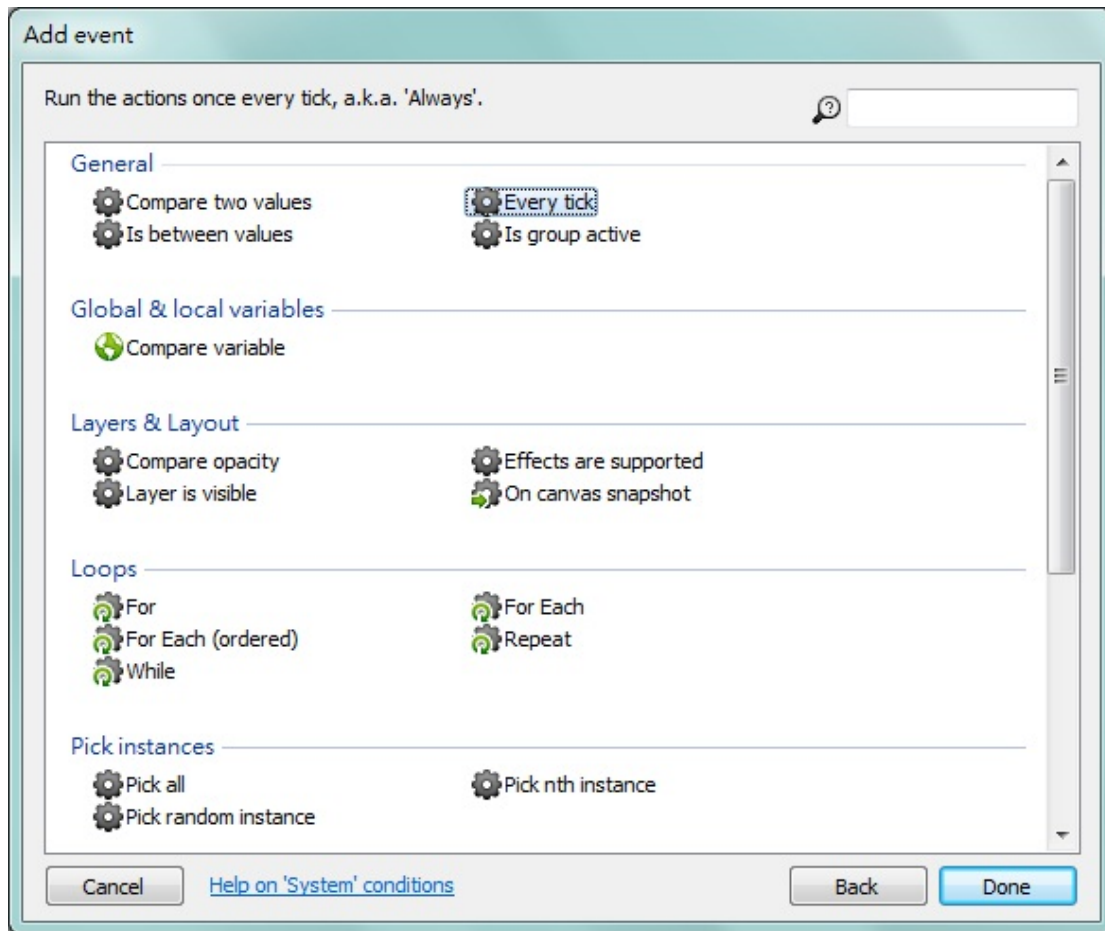 Add event
Run the actions once every tick, a.k.a. 'Always'.
General
Compare two values
Every tick
Is between values
Is group active
Global & local variables
Compare variable
Layers & Layout
Compare opacity
Effects are supported
Layer is visible
On canvas snapshot
Loops
For
For Each
For Each (ordered)
Repeat
While
Pick instances
Pick all
Pick nth instance
Pick random instance
Cancel
Help on 'System' conditions
Back
Done